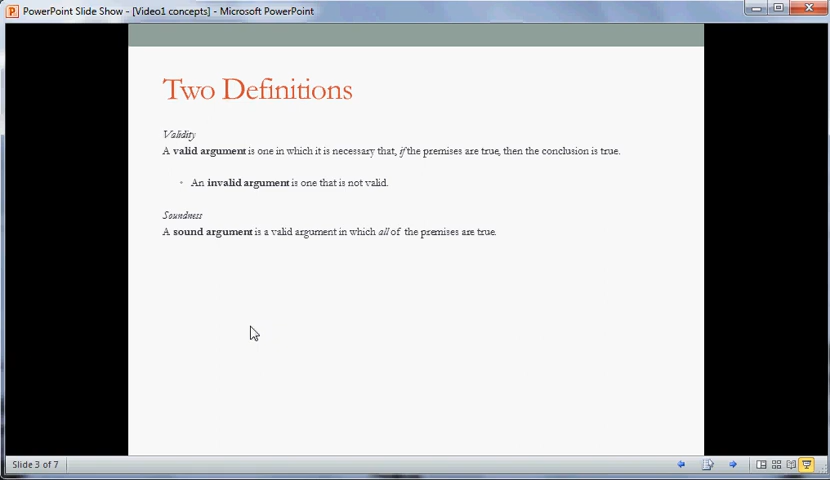 PowerPoint Slide Show - [Video1 concepts] - Microsoft PowerPoint
Two Definitions
Validity
A valid argument is one in which it is necessary that, if the premises are true, then the conclusion is true.
• An invalid argument is one that is not valid.
Soundness
A sound argument is a valid argument in which all of the premises are true.
Slide 3 of 7